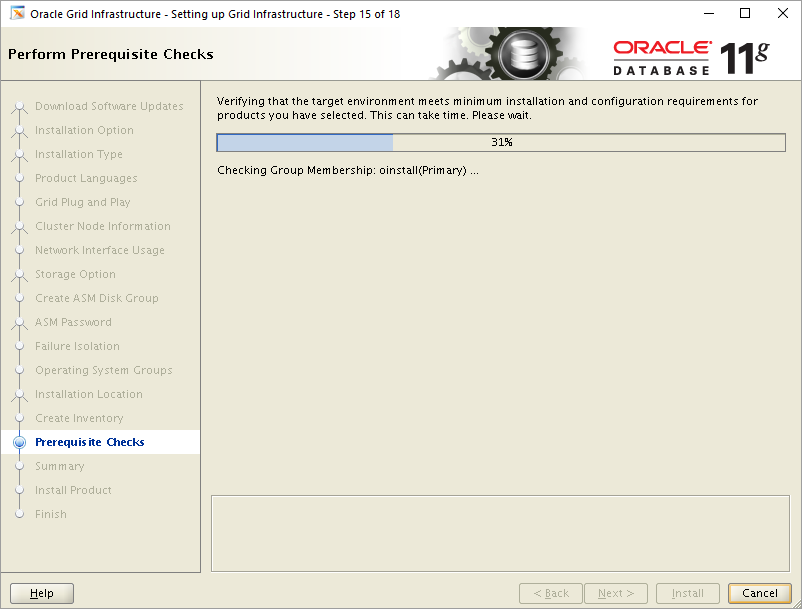 Oracle Grid Infrastructure - Setting up Grid Infrastructure - Step 15 of 18
Perform Prerequisite Checks
ORACLE
DATABASE
11g
Download Software Updates
Installation Option
Installation Type
Product Languages
Grid Plug and Play
Cluster Node Information
Network Interface Usage
Storage Option
Create ASM Disk Group
ASM Password
Failure Isolation
Operating System Groups
Installation Location
Create Inventory
Prerequisite Checks
Summary
Install Product
Finish
Verifying that the target environment meets minimum installation and configuration requirements for
products you have selected. This can take time. Please wait.
31%
Checking Group Membership: oinstall(Primary) ...
Help
< Back
Next >
Install
Cancel